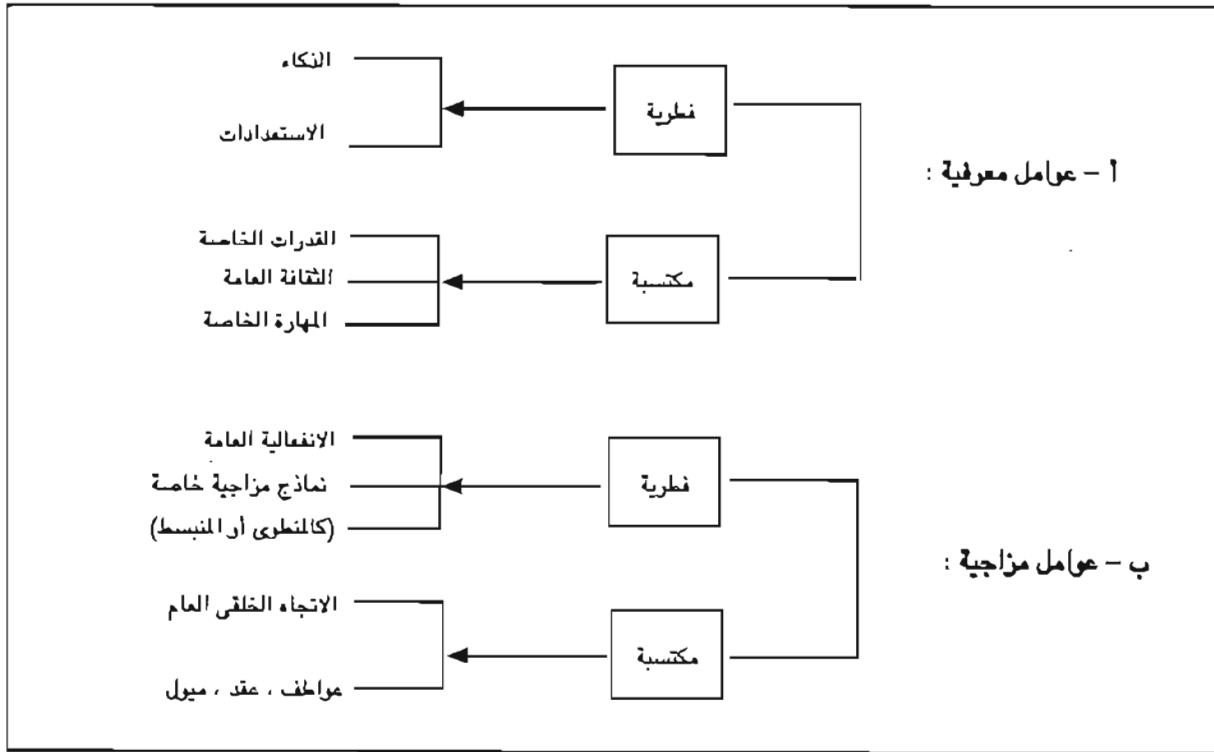 أ – عوامل معرفية :
فطرية
الذكاء
الاستعدادات
مكتسبة
القدرات الخاصة
الثقافة العامة
المهارة الخاصة
ب – عوامل مزاجية :
فطرية
الانفعالية العامة
نماذج مزاجية خاصة
(كالمنطوى أو المنبسط)
مكتسبة
الاتجاه الخلقى العام
عواطف ، عقد ، ميول